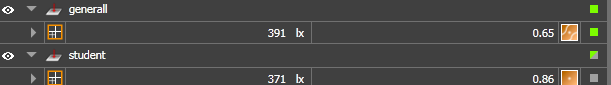 generall
391 lx 0.65
student
371 lx 0.86